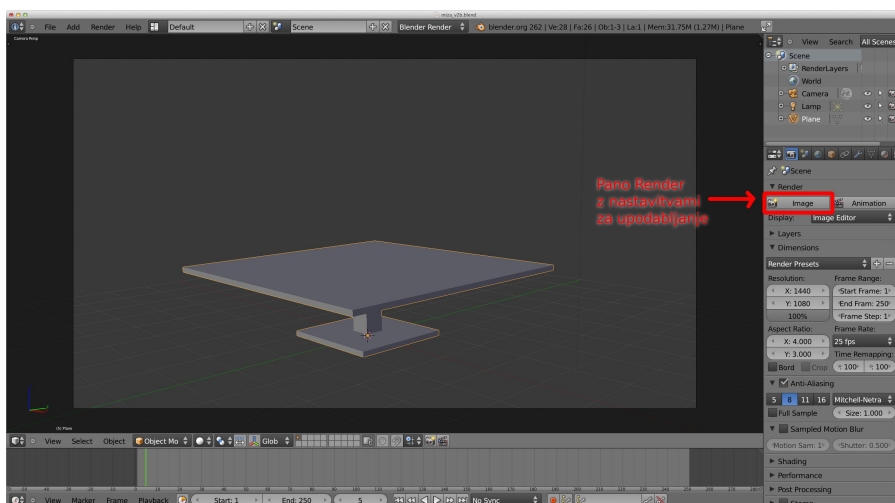 miza_v2b.blend
File Add Render Help Default Scene Blender Render blender.org 262 | Ve:28 | Fa:26 | Ob:1-3 | La:1 | Mem:31.75M (1.27M) | Plane
Camera Persp
View Search All Scenes
Scene
RenderLayers
World
Camera
Lamp
Plane
Scene
Render
Image Animation
Display: Image Editor
Pano Render
z nastavitvami
za upodabljanje
Layers
Dimensions
Render Presets
Resolution: Frame Range:
X: 1440 Start Frame: 1
Y: 1080 End Fram: 250
100% Frame Step: 1
Aspect Ratio: Frame Rate:
X: 4.000 25 fps
Y: 3.000 Time Remapping:
Bord Crop : 100 : 100
Anti-Aliasing
5 8 11 16 Mitchell-Netra
Full Sample Size: 1.000
Sampled Motion Blur
Motion Sam: 1 Shutter: 0.500
Shading
Performance
Post Processing
(1) Plane
View Select Object Object Mo Glob
View Marker Frame Playback Start: 1 End: 250 5 No Sync